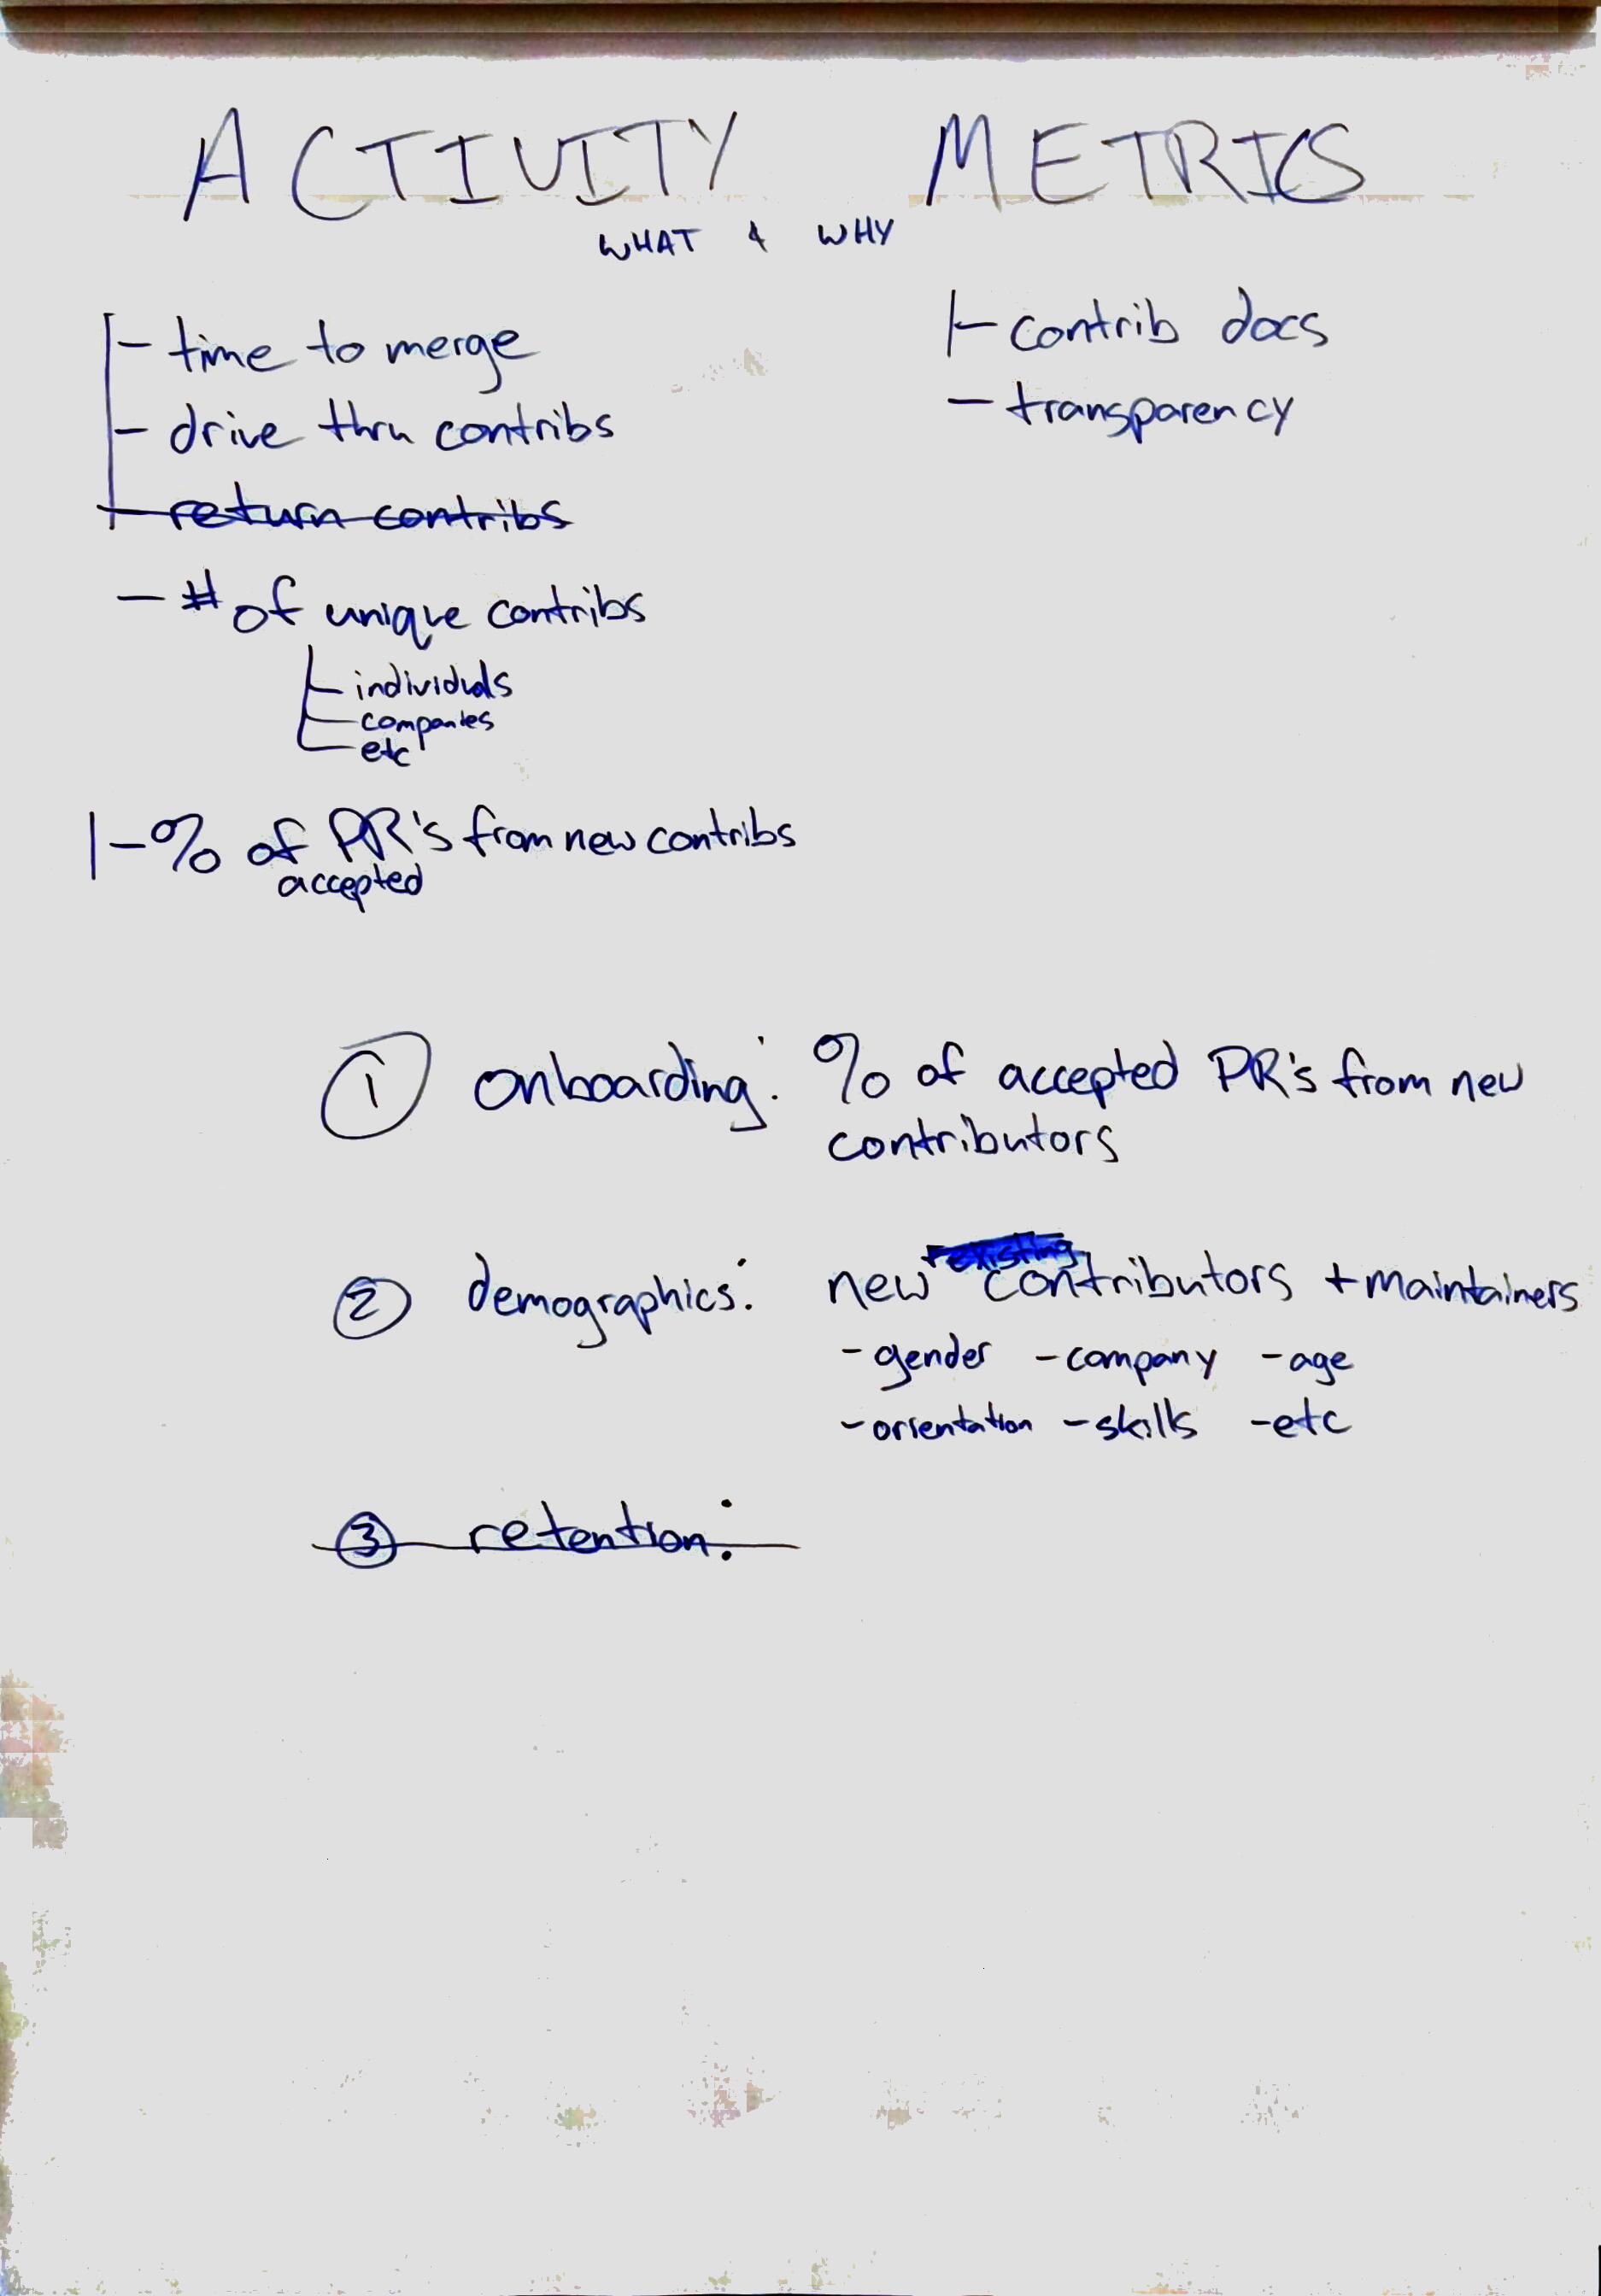 ACTIVITY METRICS
WHAT & WHY
- time to merge
- drive thru contribs
- return contribs
- # of unique contribs
- individuals
- companies
- etc
- % of PR's from new contribs
accepted
- contrib docs
- transparency
① onboarding: % of accepted PR's from new
contributors
+ existing
② demographics: new contributors + maintainers
- gender - company - age
- orientation - skills - etc
③ retention: